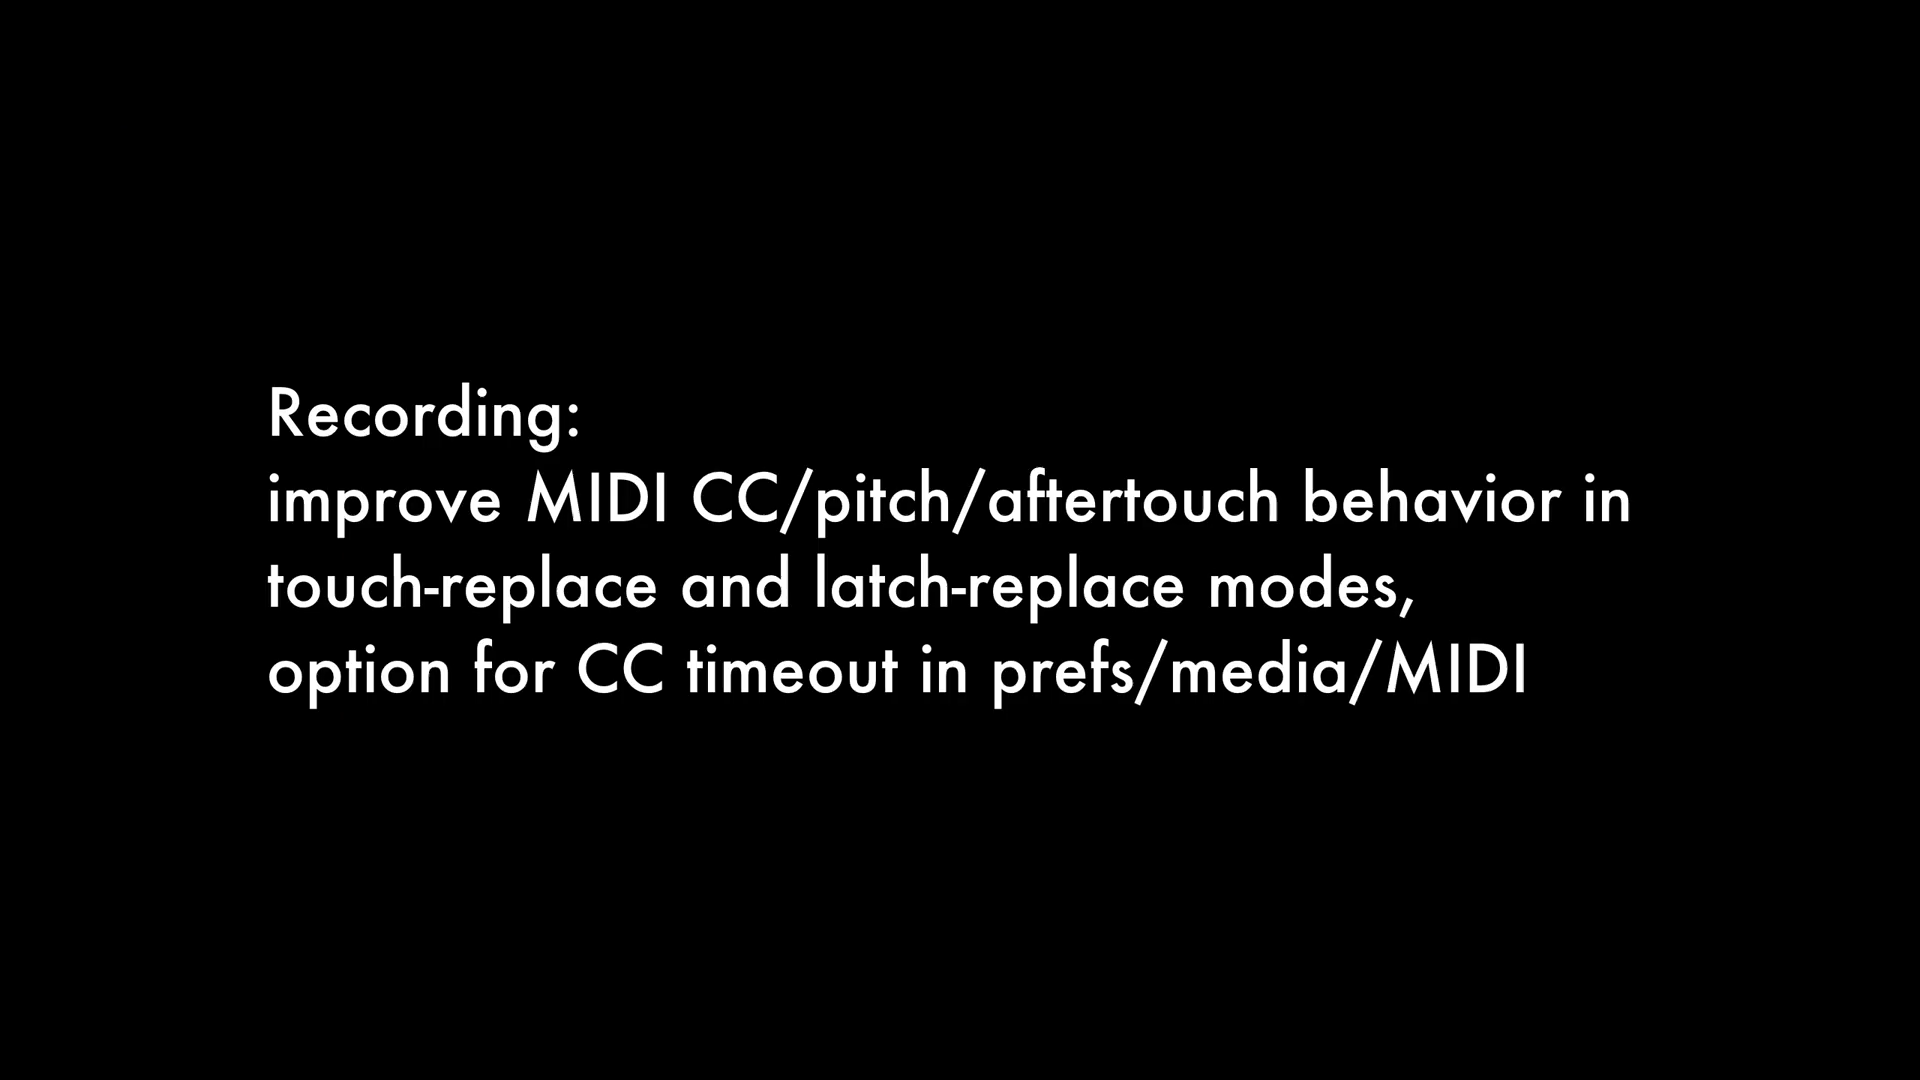 Recording:
improve MIDI CC/pitch/aftertouch behavior in
touch-replace and latch-replace modes,
option for CC timeout in prefs/media/MIDI